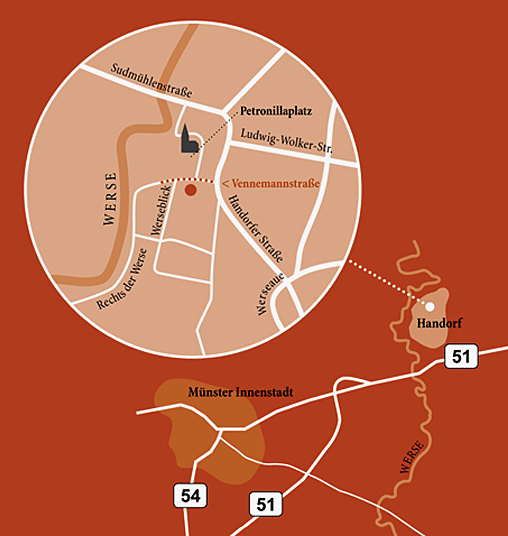 Sudmühlenstraße
Petronillaplatz
Ludwig-Wolker-Str.
WERSE
< Vennemannstraße
Werseblick
Handorfer Straße
Rechts der Werse
Werseaue
Handorf
51
Münster Innenstadt
WERSE
54
51